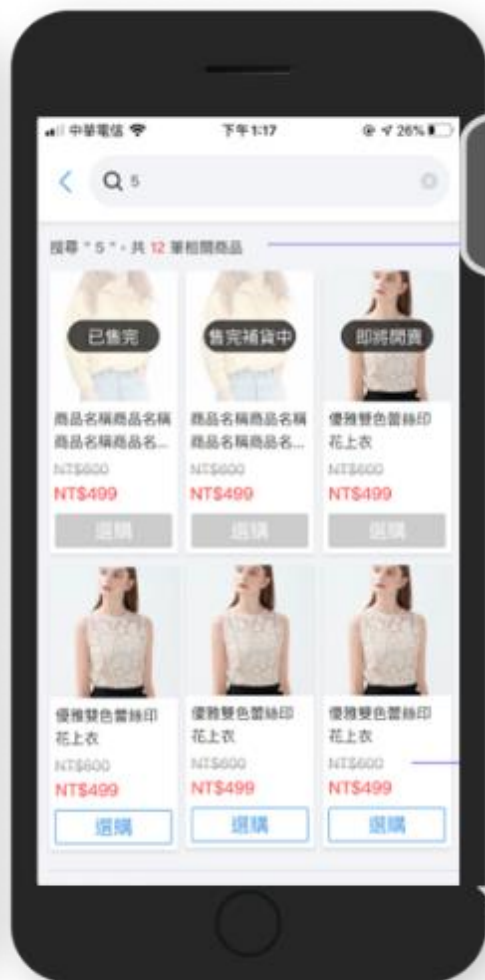 中華電信 下午1:17 26%
5
搜尋 " 5 "，共 12 筆相關商品
已售完 售完補貨中 即將開賣
商品名稱商品名稱 商品名稱商品名稱 優雅雙色蕾絲印
商品名稱商品名... 商品名稱商品名... 花上衣
NT$600 NT$600 NT$600
NT$499 NT$499 NT$499
選購 選購 選購
優雅雙色蕾絲印 優雅雙色蕾絲印 優雅雙色蕾絲印
花上衣 花上衣 花上衣
NT$600 NT$600 NT$600
NT$499 NT$499 NT$499
選購 選購 選購